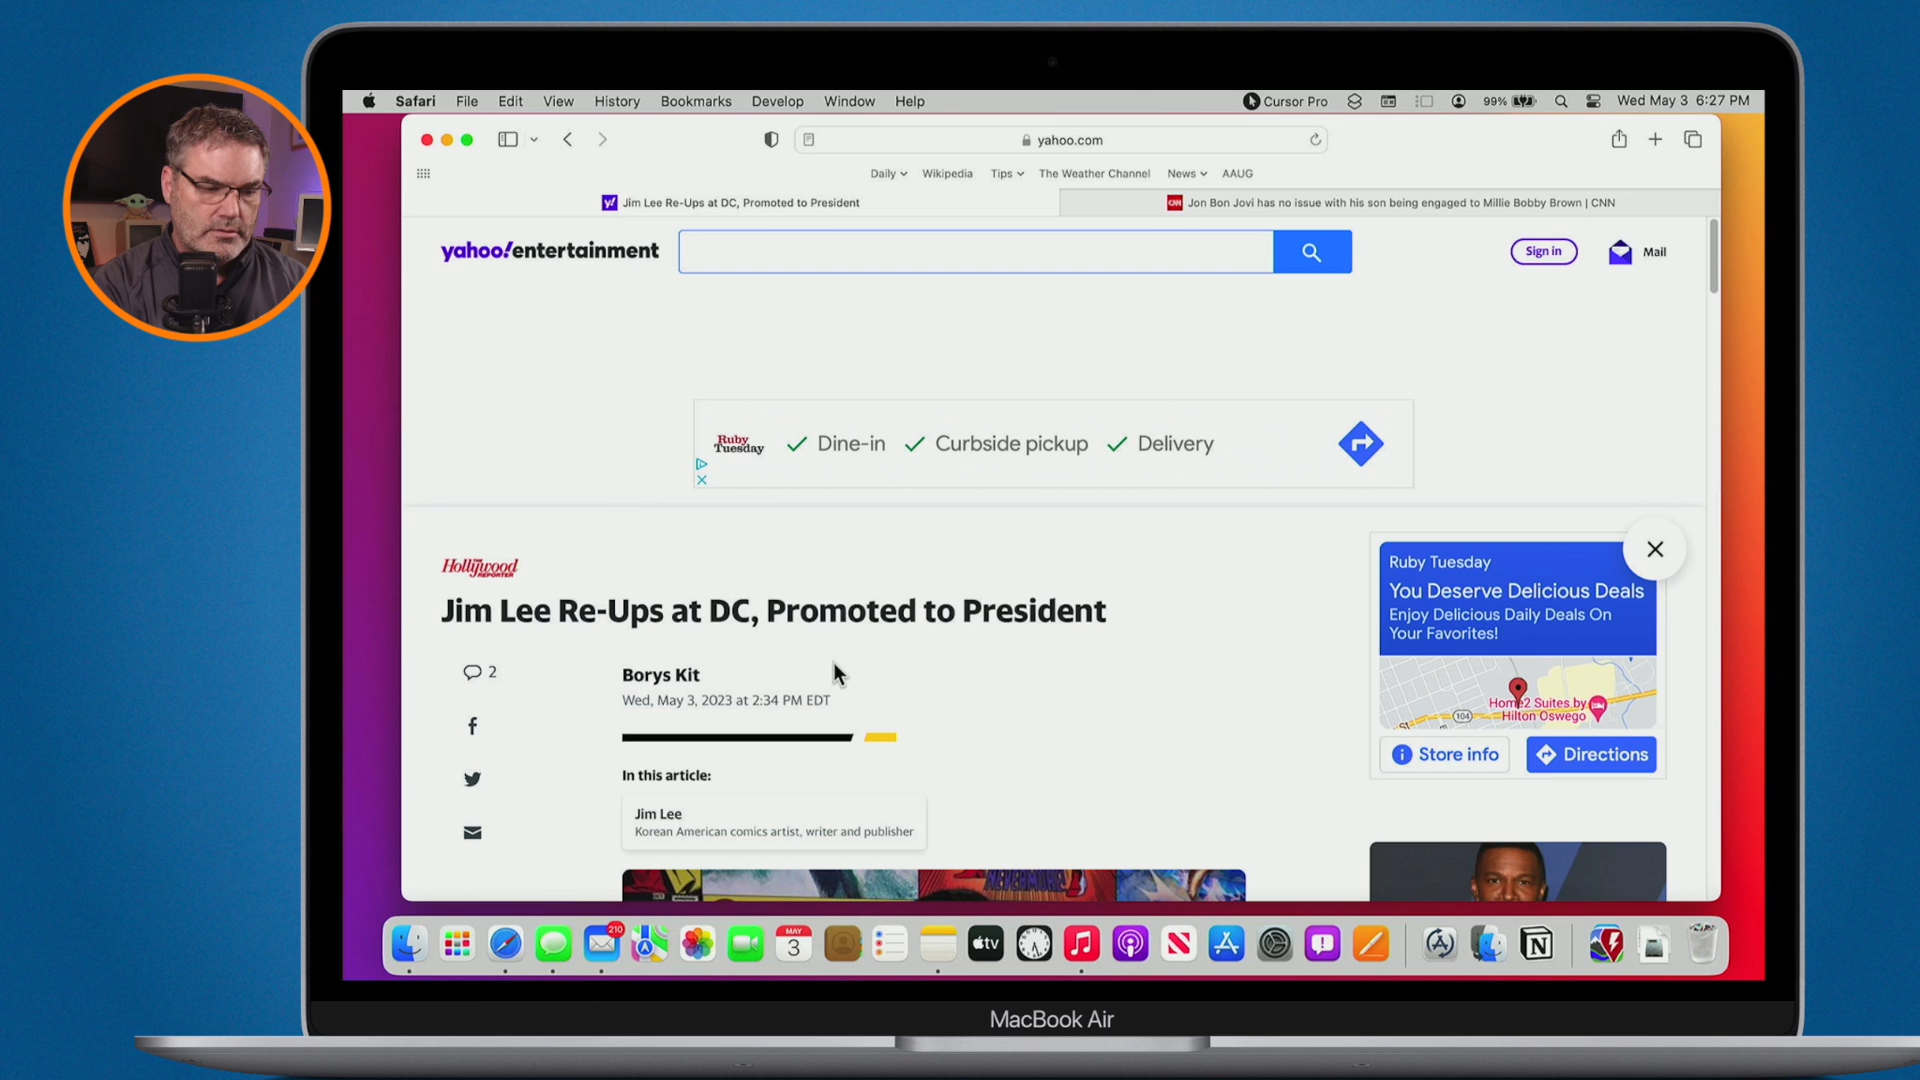 Safari File Edit View History Bookmarks Develop Window Help
Cursor Pro 99% Wed May 3 6:27 PM
yahoo.com
Daily Wikipedia Tips The Weather Channel News AAUG
y! Jim Lee Re-Ups at DC, Promoted to President
CNN Jon Bon Jovi has no issue with his son being engaged to Millie Bobby Brown | CNN
yahoo!entertainment
Sign in Mail
Ruby
Tuesday
Dine-in Curbside pickup Delivery
THE
Hollywood
REPORTER
Jim Lee Re-Ups at DC, Promoted to President
2
Borys Kit
Wed, May 3, 2023 at 2:34 PM EDT
In this article:
Jim Lee
Korean American comics artist, writer and publisher
NEVERMORE
Ruby Tuesday
You Deserve Delicious Deals
Enjoy Delicious Daily Deals On
Your Favorites!
Home2 Suites by
Hilton Oswego
104
Store info Directions
210
MAY
3
tv
N
MacBook Air